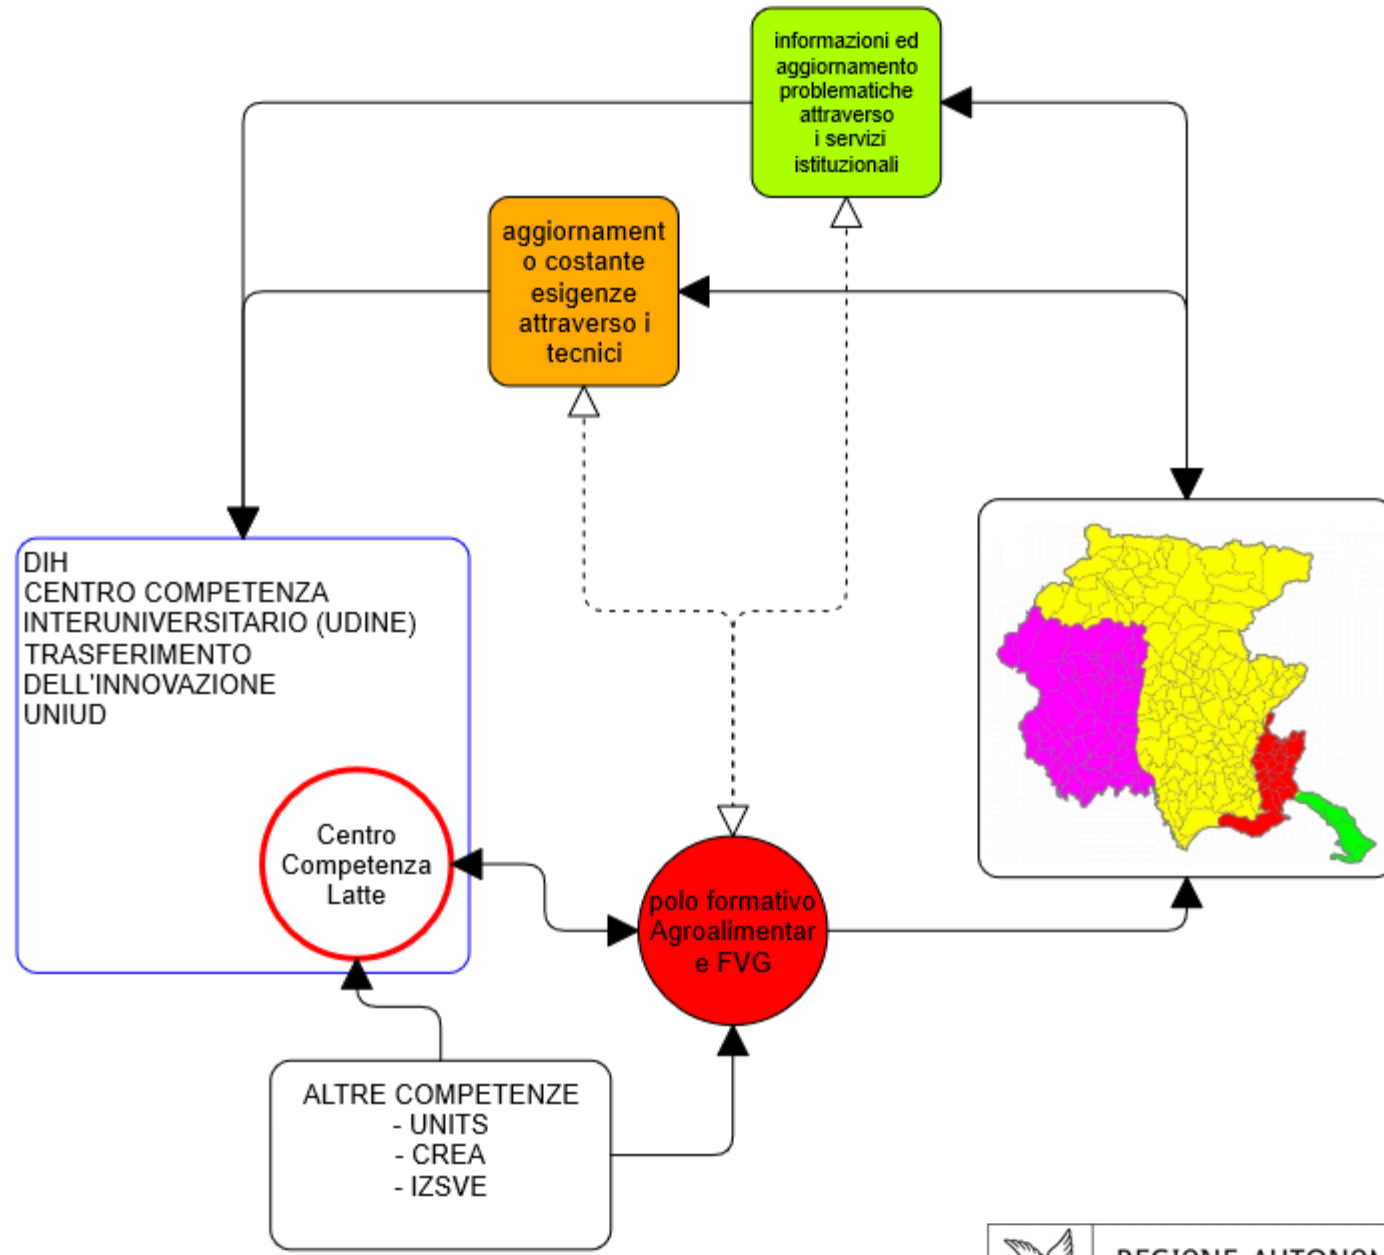 informazioni ed
aggiornamento
problematiche
attraverso
i servizi
istituzionali
aggiornament
o costante
esigenze
attraverso i
tecnici
DIH
CENTRO COMPETENZA
INTERUNIVERSITARIO (UDINE)
TRASFERIMENTO
DELL'INNOVAZIONE
UNIUD
Centro
Competenza
Latte
polo formativo
Agroalimentar
e FVG
ALTRE COMPETENZE
- UNITS
- CREA
- IZSVE